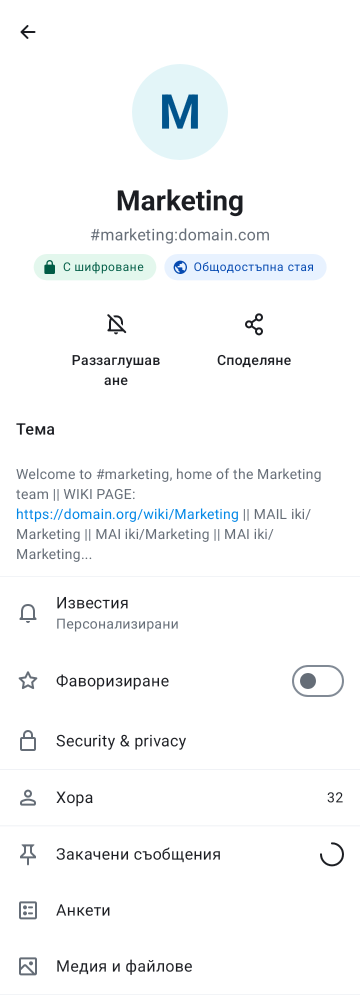 M
Marketing
#marketing:domain.com
С шифроване
Общодостъпна стая
Раззаглушав
ане
Споделяне
Тема
Welcome to #marketing, home of the Marketing
team || WIKI PAGE:
https://domain.org/wiki/Marketing || MAIL iki/
Marketing || MAI iki/Marketing || MAI iki/
Marketing...
Известия
Персонализирани
Фаворизиране
Security & privacy
Хора
32
Закачени съобщения
Анкети
Медия и файлове